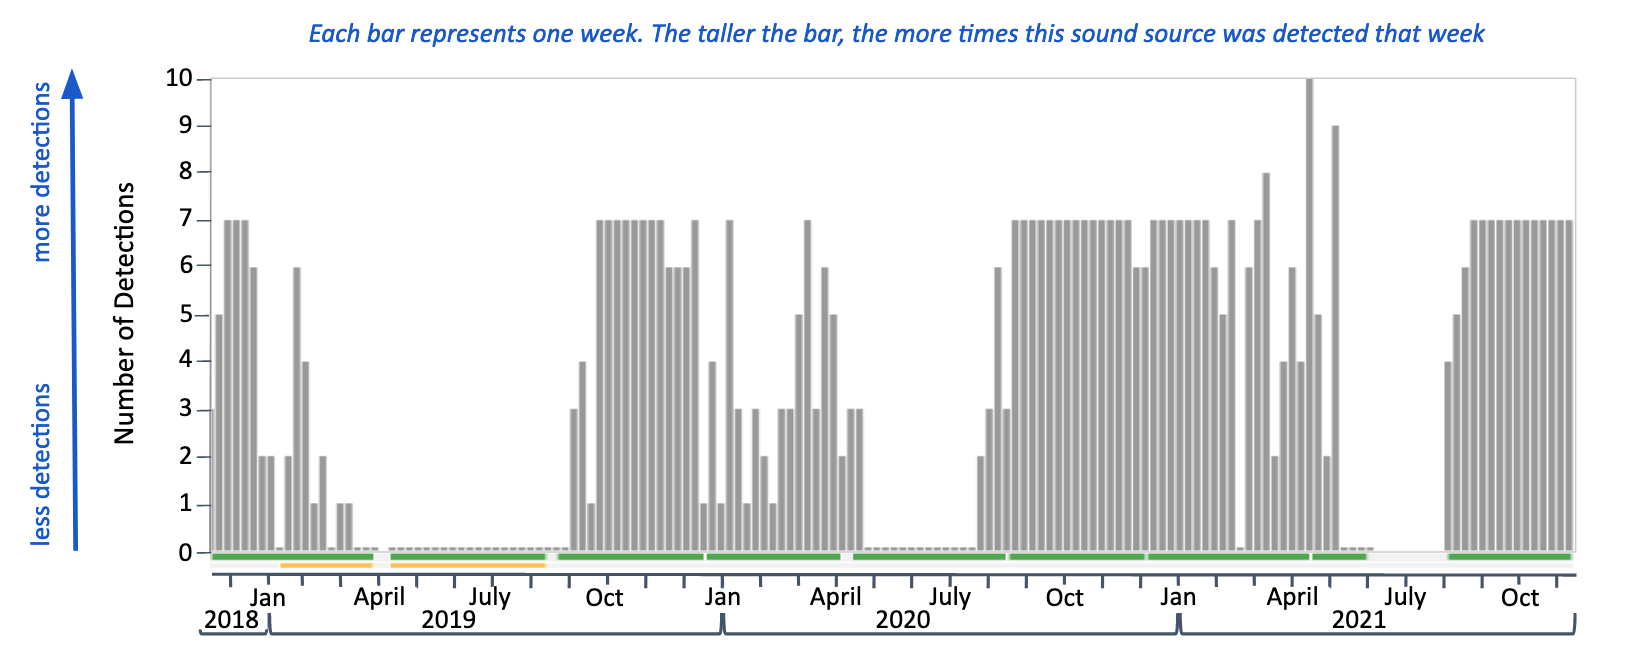 Each bar represents one week. The taller the bar, the more times this sound source was detected that week
more detections
less detections
Number of Detections
10
9
8
7
6
5
4
3
2
1
0
Jan April July Oct Jan April July Oct Jan April July Oct
2018 2019 2020 2021